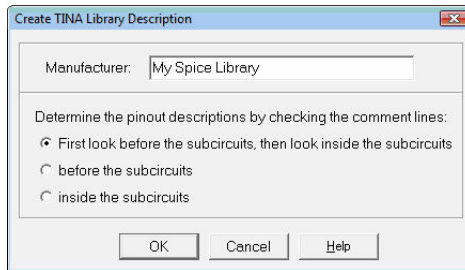 Create TINA Library Description
Manufacturer: My Spice Library
Determine the pinout descriptions by checking the comment lines:
First look before the subcircuits, then look inside the subcircuits
before the subcircuits
inside the subcircuits
OK Cancel Help